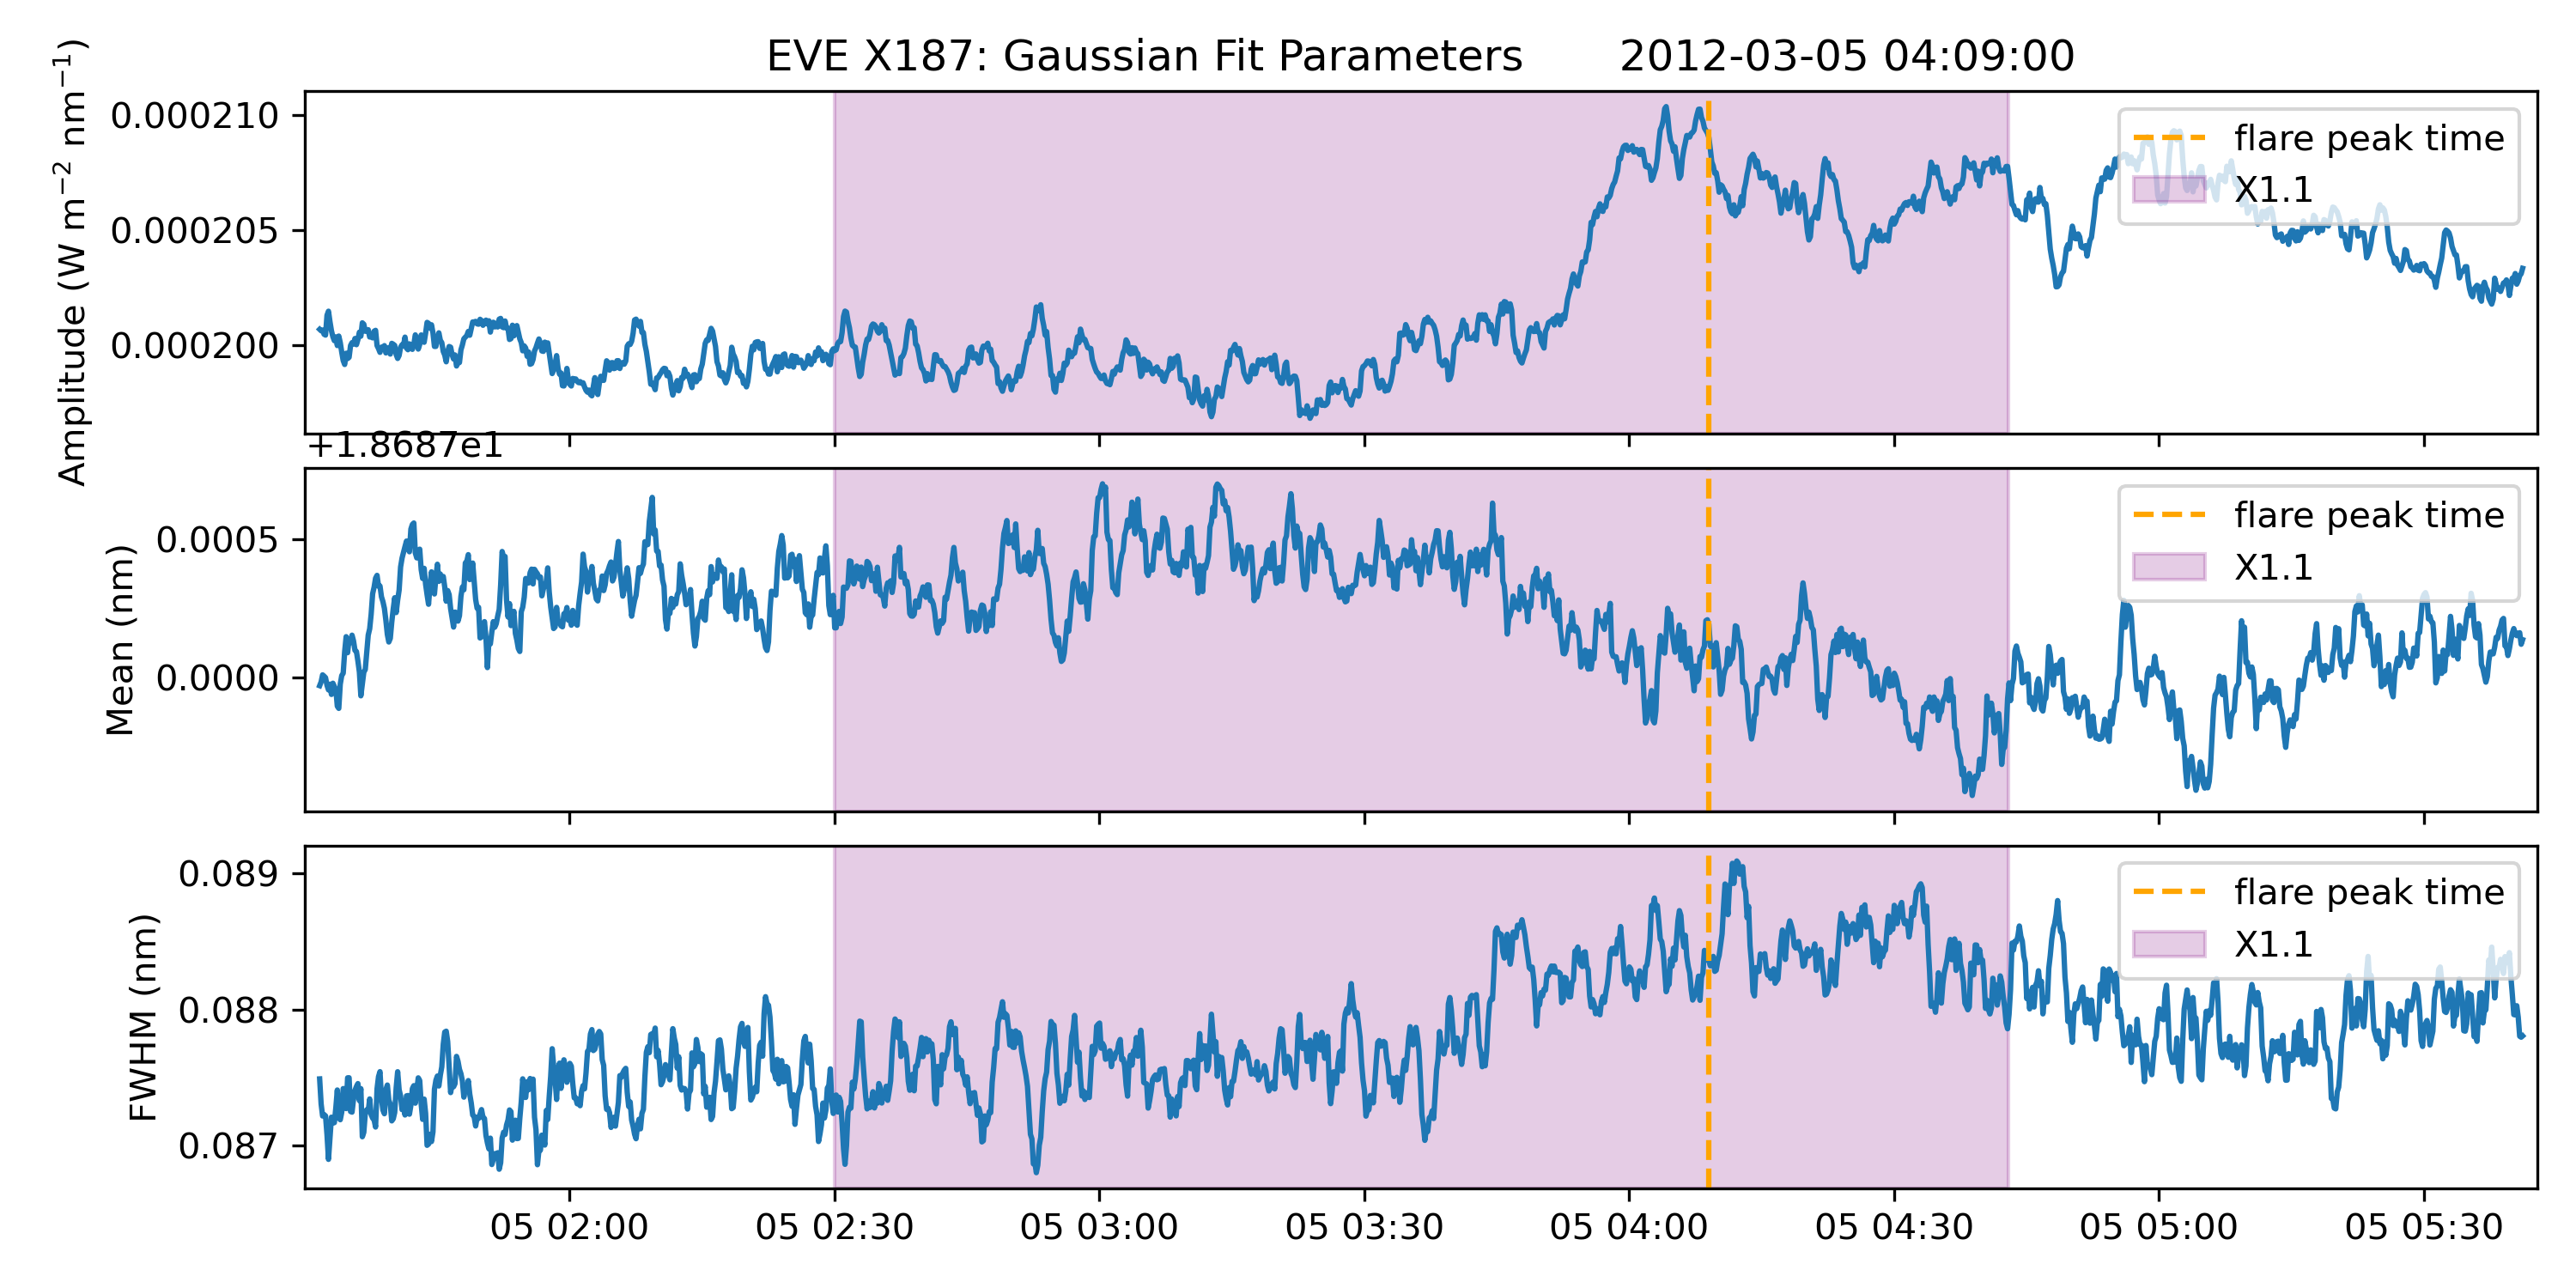 EVE X187: Gaussian Fit Parameters 2012-03-05 04:09:00
Amplitude (W m⁻² nm⁻¹)
0.000210
0.000205
0.000200
flare peak time
X1.1
+1.8687e1
Mean (nm)
0.0005
0.0000
flare peak time
X1.1
FWHM (nm)
0.089
0.088
0.087
flare peak time
X1.1
05 02:00 05 02:30 05 03:00 05 03:30 05 04:00 05 04:30 05 05:00 05 05:30